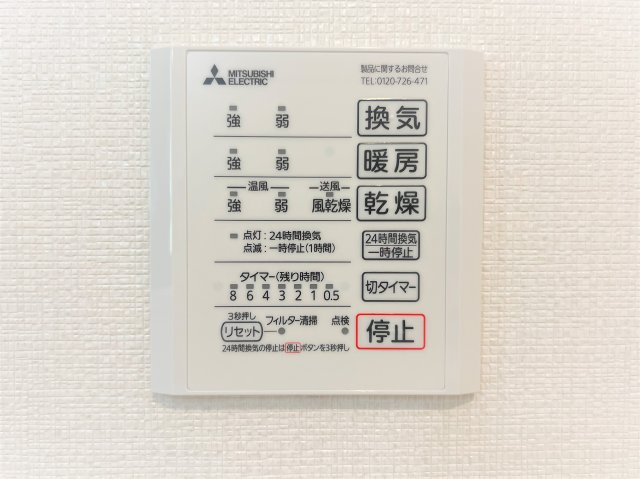 MITSUBISHI ELECTRIC
製品に関するお問合せ
TEL:0120-726-471
強 弱 換気
強 弱 暖房
温風 送風
強 弱 風乾燥 乾燥
点灯:24時間換気
点滅:一時停止(1時間)
24時間換気
一時停止
タイマー(残り時間)
8 6 4 3 2 1 0.5
切タイマー
3秒押し
リセット フィルター清掃 点検
停止
24時間換気の停止は停止ボタンを3秒押し